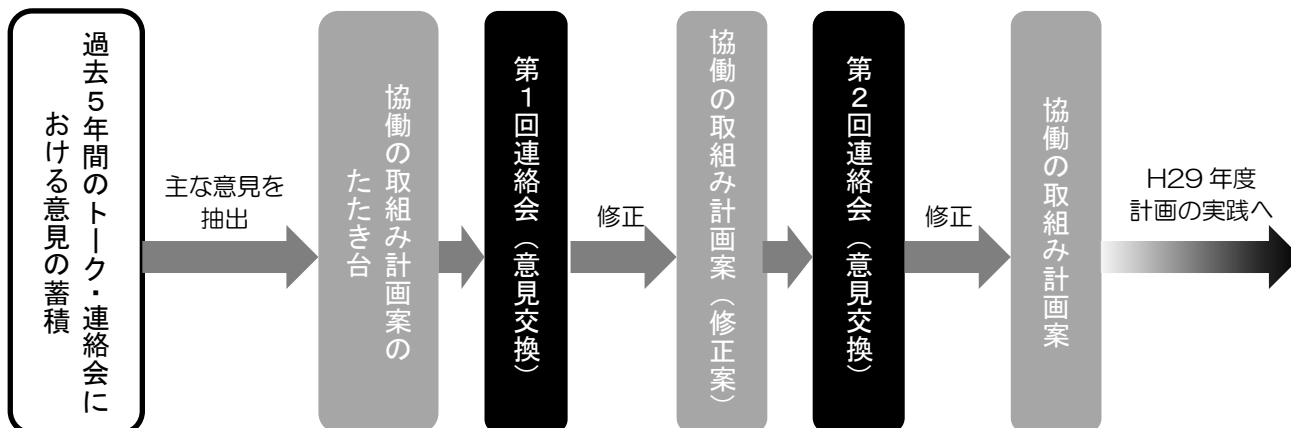 過去５年間のトーク・連絡会に
おける意見の蓄積
主な意見を
抽出
協働の取組み計画案の
たたき台
第１回連絡会（意見交換）
修正
協働の取組み計画案（修正案）
第２回連絡会（意見交換）
修正
協働の取組み計画案
H29 年度
計画の実践へ